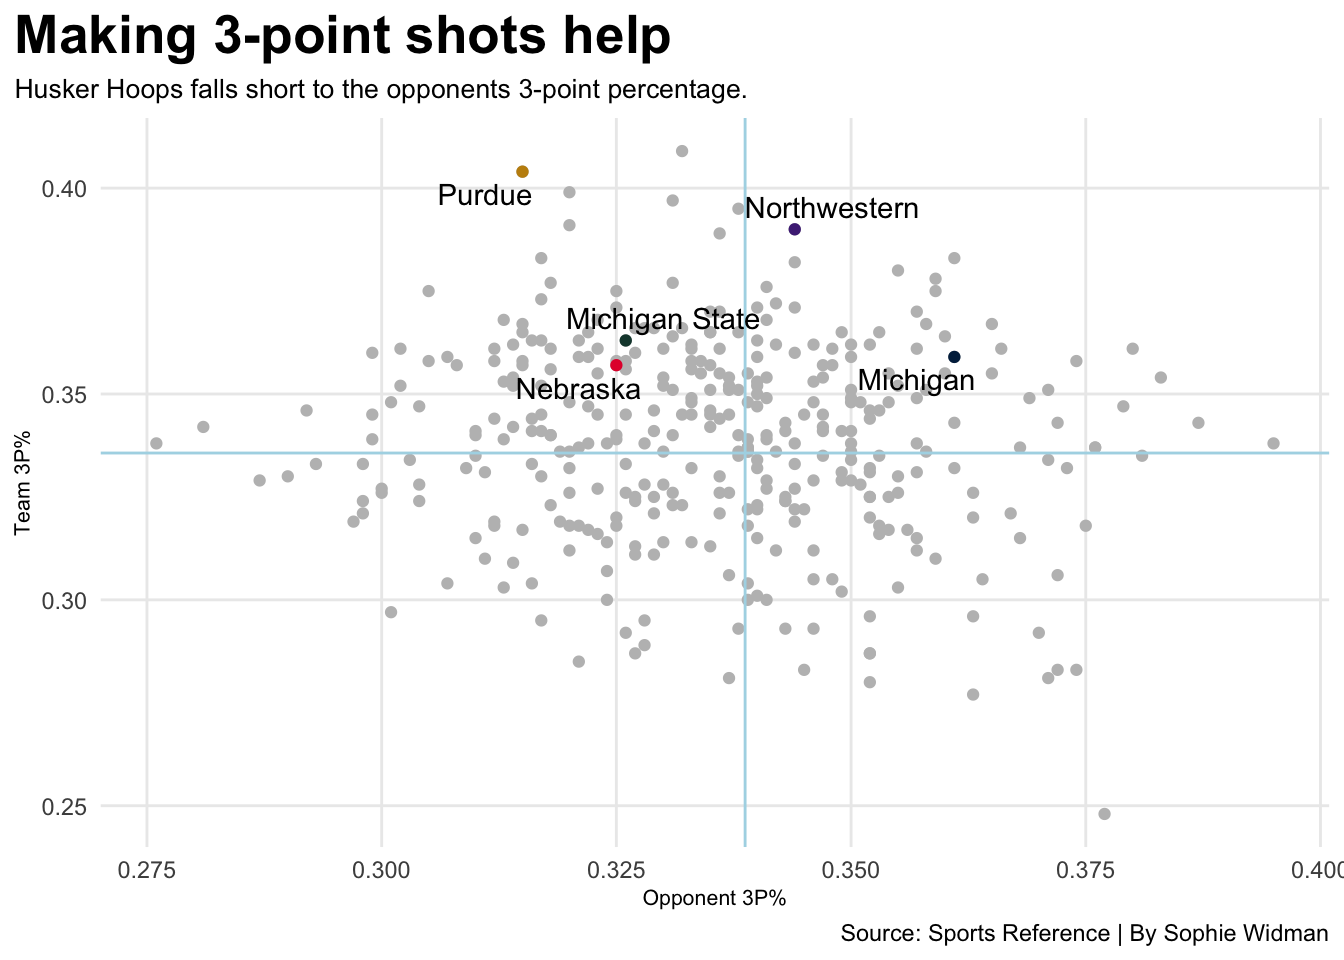 Making 3-point shots help
Husker Hoops falls short to the opponents 3-point percentage.
0.40
0.35
0.30
0.25
Team 3P%
Purdue
Northwestern
Michigan State
Nebraska
Michigan
0.275
0.300
0.325
0.350
0.375
0.400
Opponent 3P%
Source: Sports Reference | By Sophie Widman